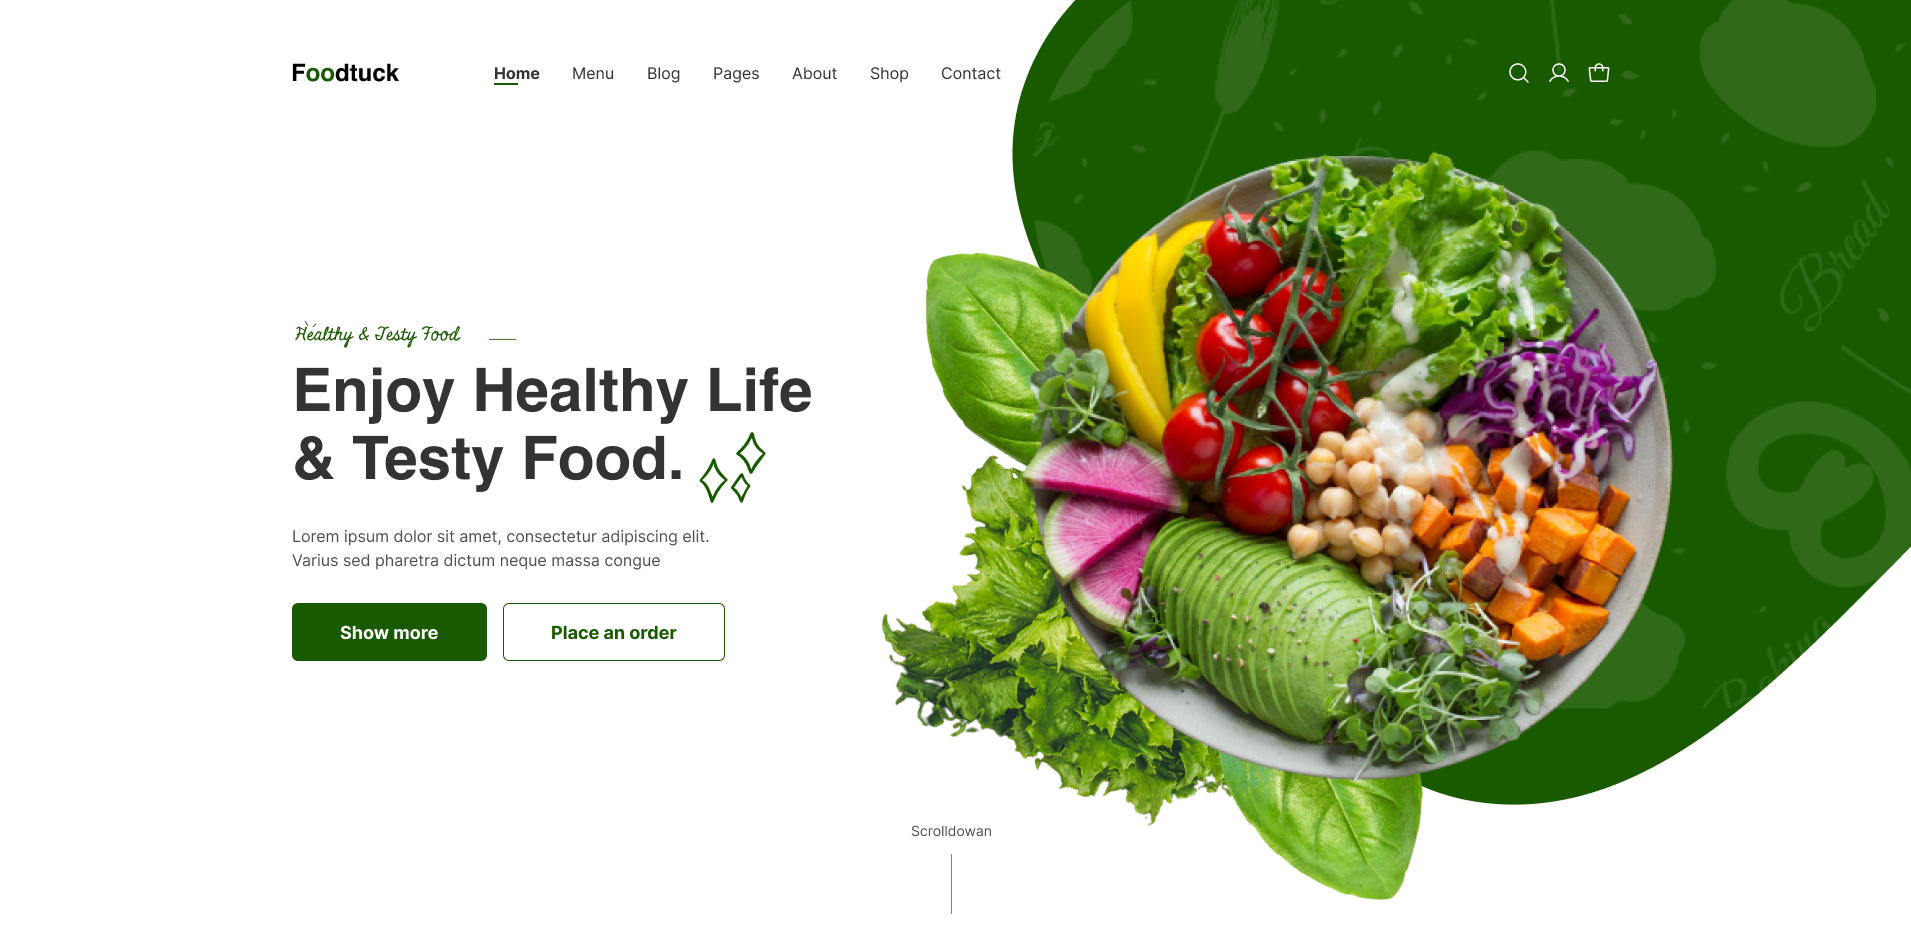 Foodtuck
Home Menu Blog Pages About Shop Contact
Healthy & Testy Food
Enjoy Healthy Life
& Testy Food.
Lorem ipsum dolor sit amet, consectetur adipiscing elit.
Varius sed pharetra dictum neque massa congue
Show more Place an order
Scrolldowan
Bread